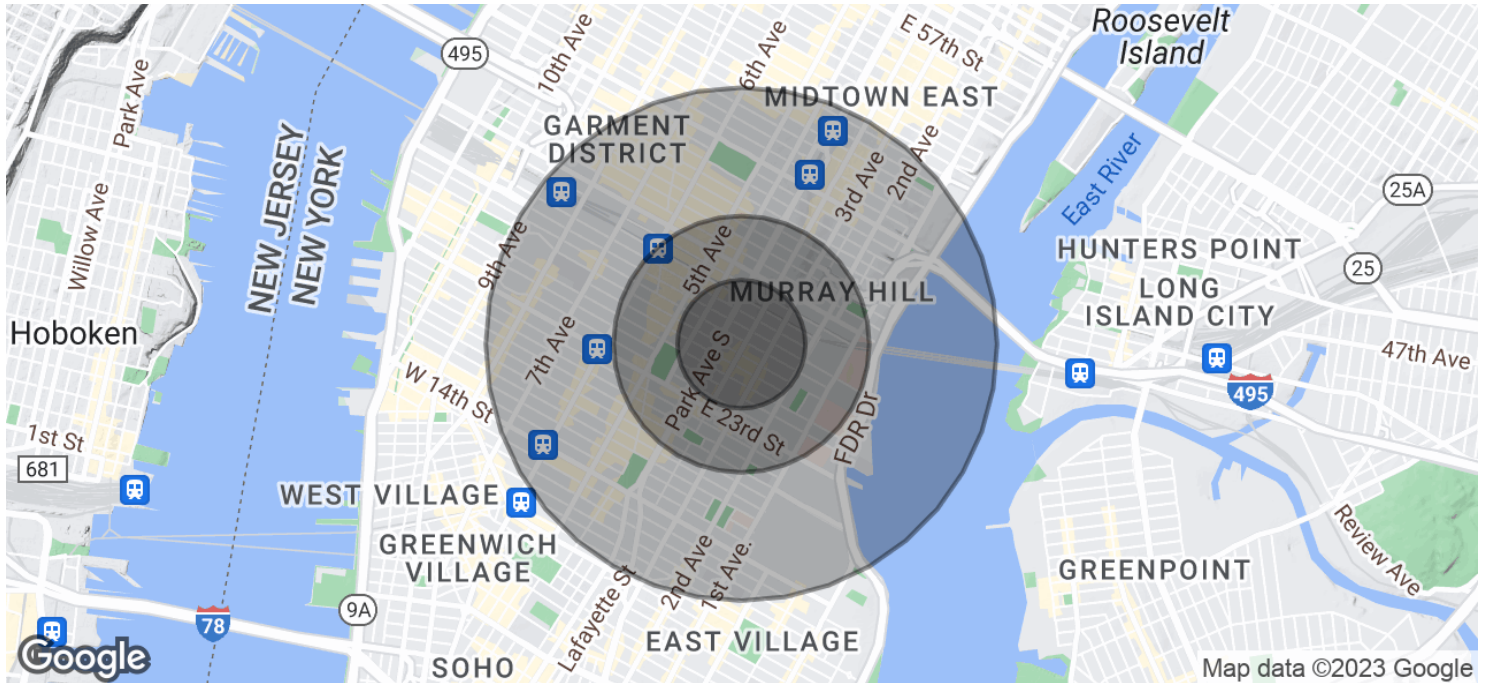 Roosevelt
Island
E 57th St
6th Ave
10th Ave
495
Park Ave
MIDTOWN EAST
GARMENT
DISTRICT
2nd Ave
3rd Ave
East River
25A
NEW JERSEY
NEW YORK
Willow Ave
9th Ave
5th Ave
HUNTERS POINT
25
MURRAY HILL
LONG
ISLAND CITY
Hoboken
7th Ave
Park Ave S
47th Ave
W 14th St
495
E 23rd St
FDR Dr
1st St
681
WEST VILLAGE
GREENWICH
VILLAGE
2nd Ave
1st Ave.
Review Ave
GREENPOINT
9A
78
Lafayette St
EAST VILLAGE
SOHO
Google
Map data ©2023 Google